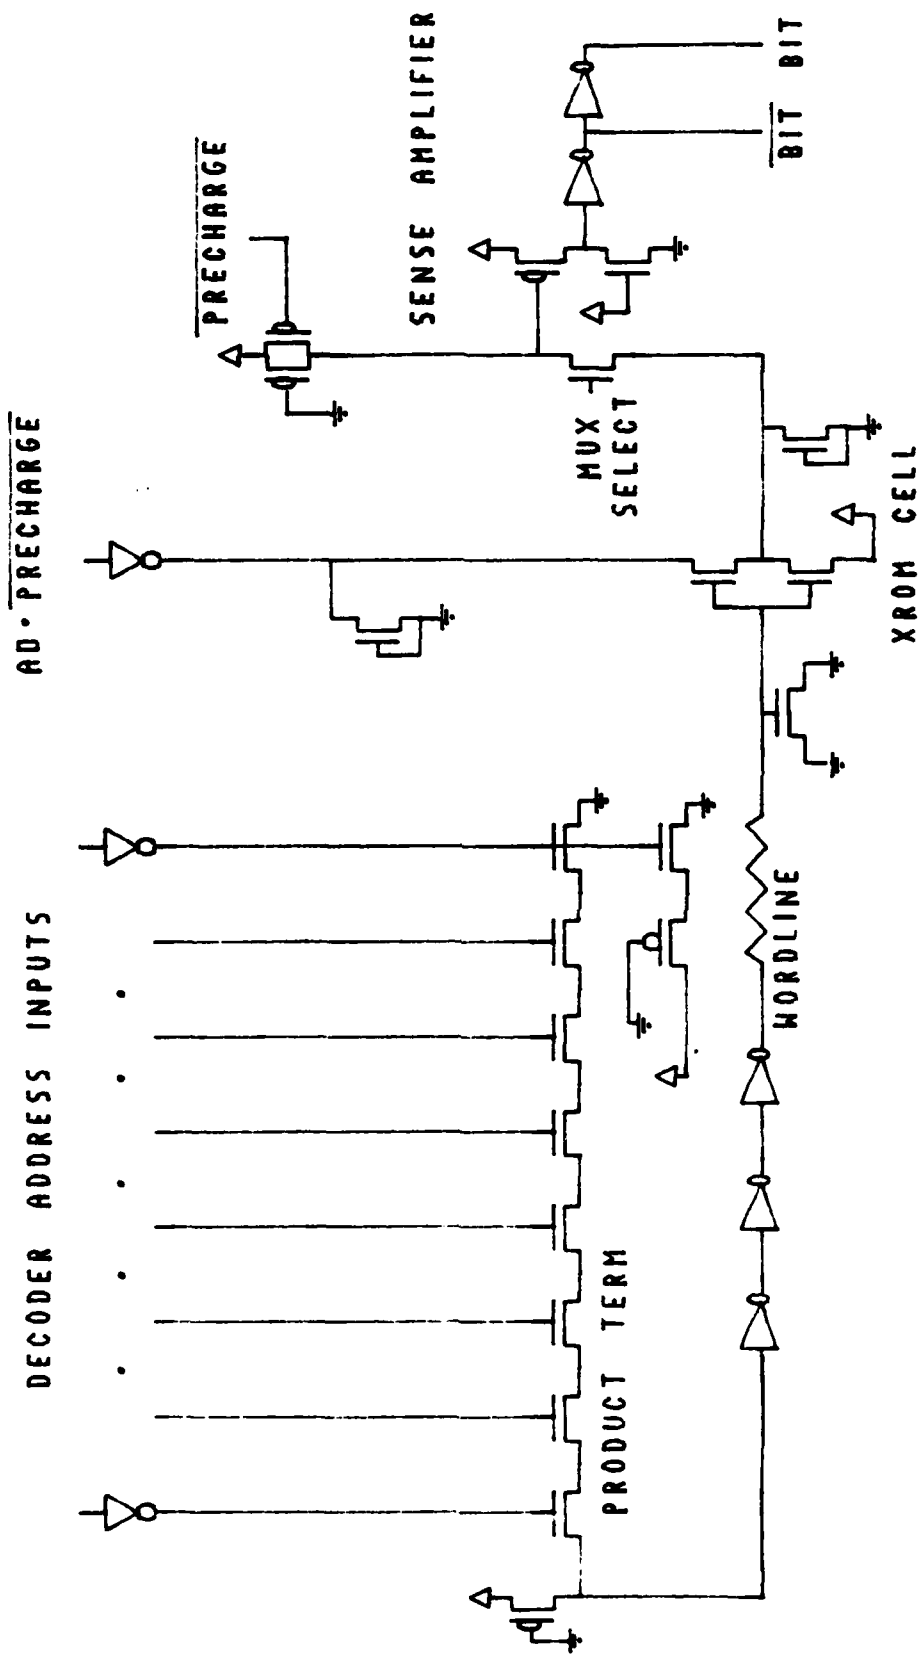 DECODER ADDRESS INPUTS
AD • PRECHARGE
PRECHARGE
SENSE AMPLIFIER
MUX
SELECT
PRODUCT TERM
WORDLINE
XROM CELL
BIT
BIT